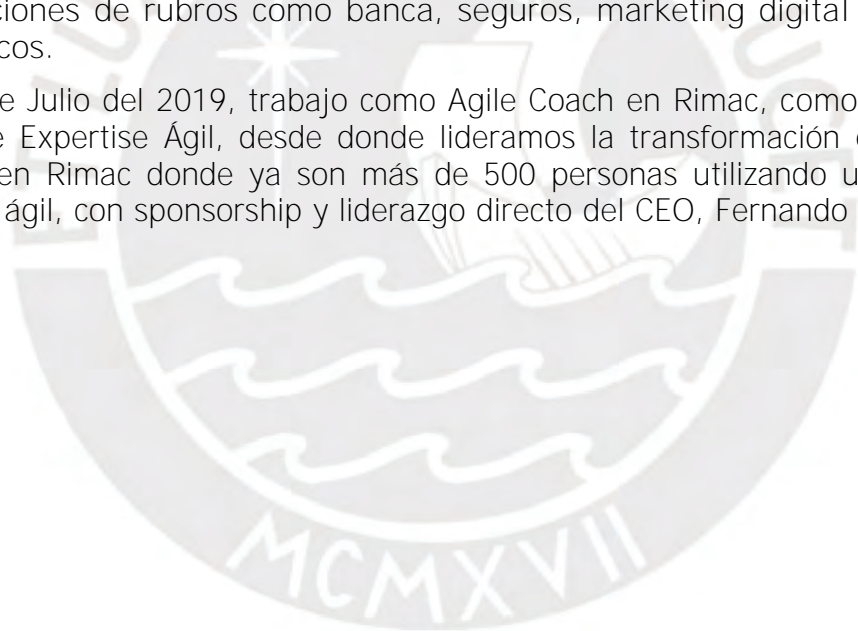 ciones de rubros como banca, seguros, marketing digital
cos.
e Julio del 2019, trabajo como Agile Coach en Rimac, como
e Expertise Ágil, desde donde lideramos la transformación
en Rimac donde ya son más de 500 personas utilizando u
ágil, con sponsorship y liderazgo directo del CEO, Fernando
MCMXVII